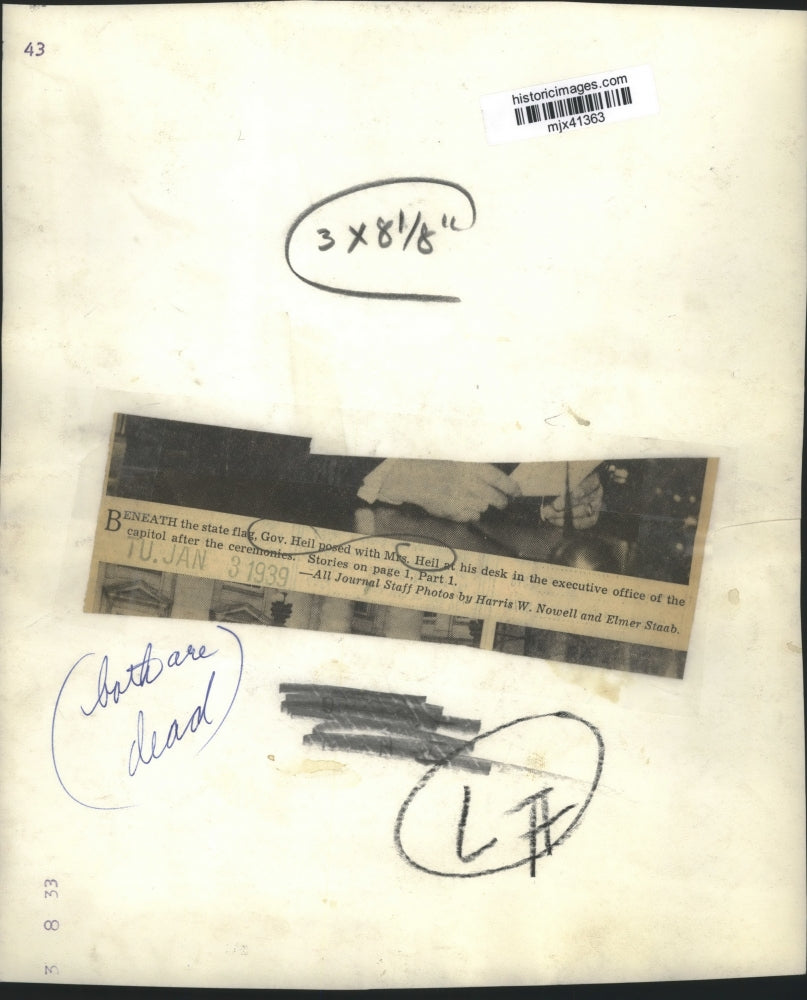 43
historicimages.com
mjx41363
3 X 8 1/8"
BENEATH the state flag, Gov. Heil posed with Mrs. Heil at his desk in the executive office of the
capitol after the ceremonies. Stories on page 1, Part 1.
—All Journal Staff Photos by Harris W. Nowell and Elmer Staab.
TU. JAN 3 1939
(both are
dead)
L
3 8 33